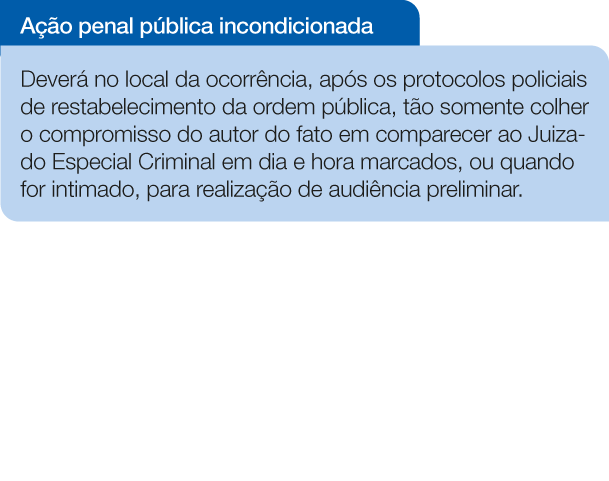 Ação penal pública incondicionada
Deverá no local da ocorrência, após os protocolos policiais
de restabelecimento da ordem pública, tão somente colher
o compromisso do autor do fato em comparecer ao Juiza-
do Especial Criminal em dia e hora marcados, ou quando
for intimado, para realização de audiência preliminar.